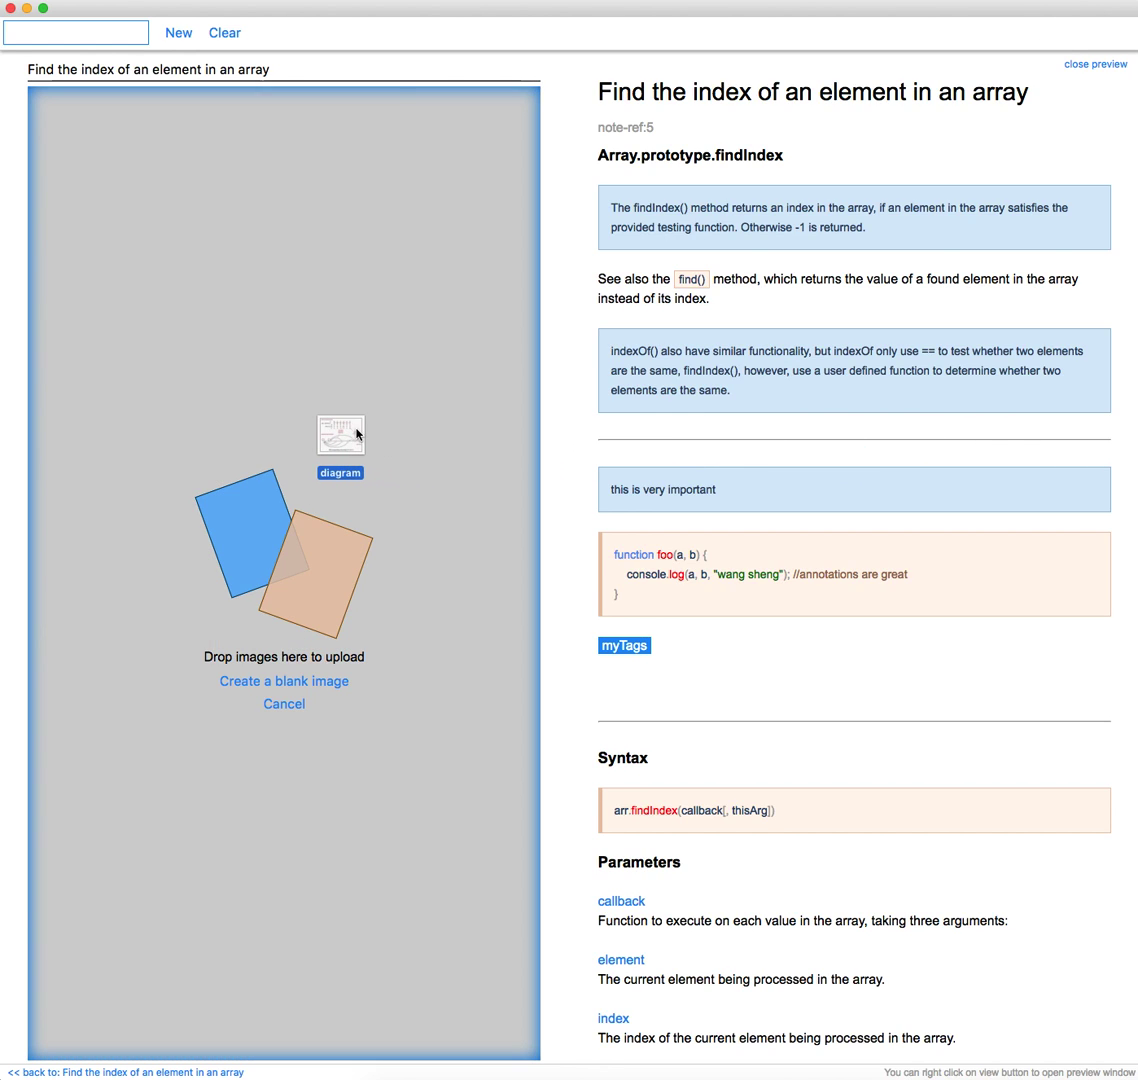 New Clear
Find the index of an element in an array
diagram
Drop images here to upload
Create a blank image
Cancel
close preview
Find the index of an element in an array
note-ref:5
Array.prototype.findIndex
The findIndex() method returns an index in the array, if an element in the array satisfies the
provided testing function. Otherwise -1 is returned.
See also the find() method, which returns the value of a found element in the array
instead of its index.
indexOf() also have similar functionality, but indexOf only use == to test whether two elements
are the same, findIndex(), however, use a user defined function to determine whether two
elements are the same.
this is very important
function foo(a, b) {
console.log(a, b, "wang sheng"); //annotations are great
}
myTags
Syntax
arr.findIndex(callback[, thisArg])
Parameters
callback
Function to execute on each value in the array, taking three arguments:
element
The current element being processed in the array.
index
The index of the current element being processed in the array.
<< back to: Find the index of an element in an array
You can right click on view button to open preview window